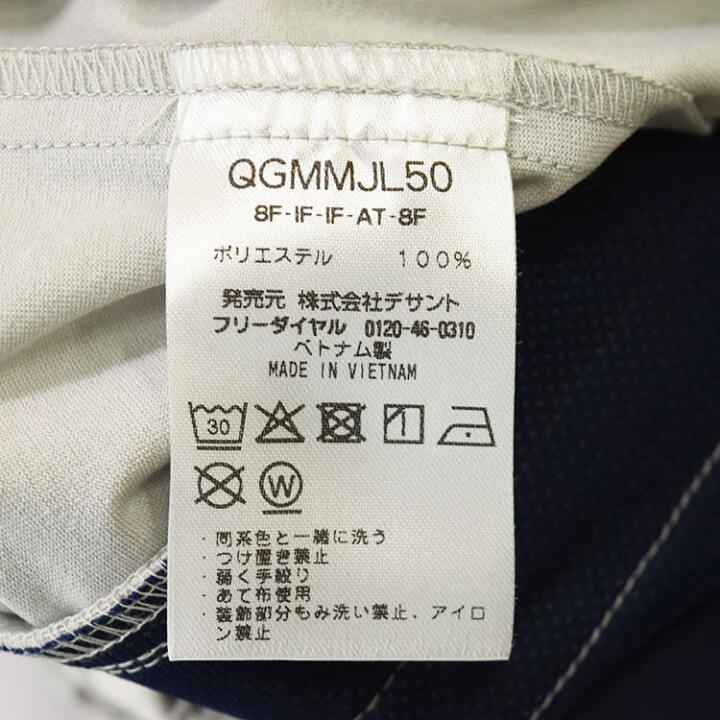 QGMMJL50
8F-IF-IF-AT-8F
ポリエステル 100%
発売元 株式会社デサント
フリーダイヤル 0120-46-0310
ベトナム製
MADE IN VIETNAM
30
W
・同系色と一緒に洗う
・つけ置き禁止
・弱く手絞り
・あて布使用
・装飾部分もみ洗い禁止、アイロ
ン禁止